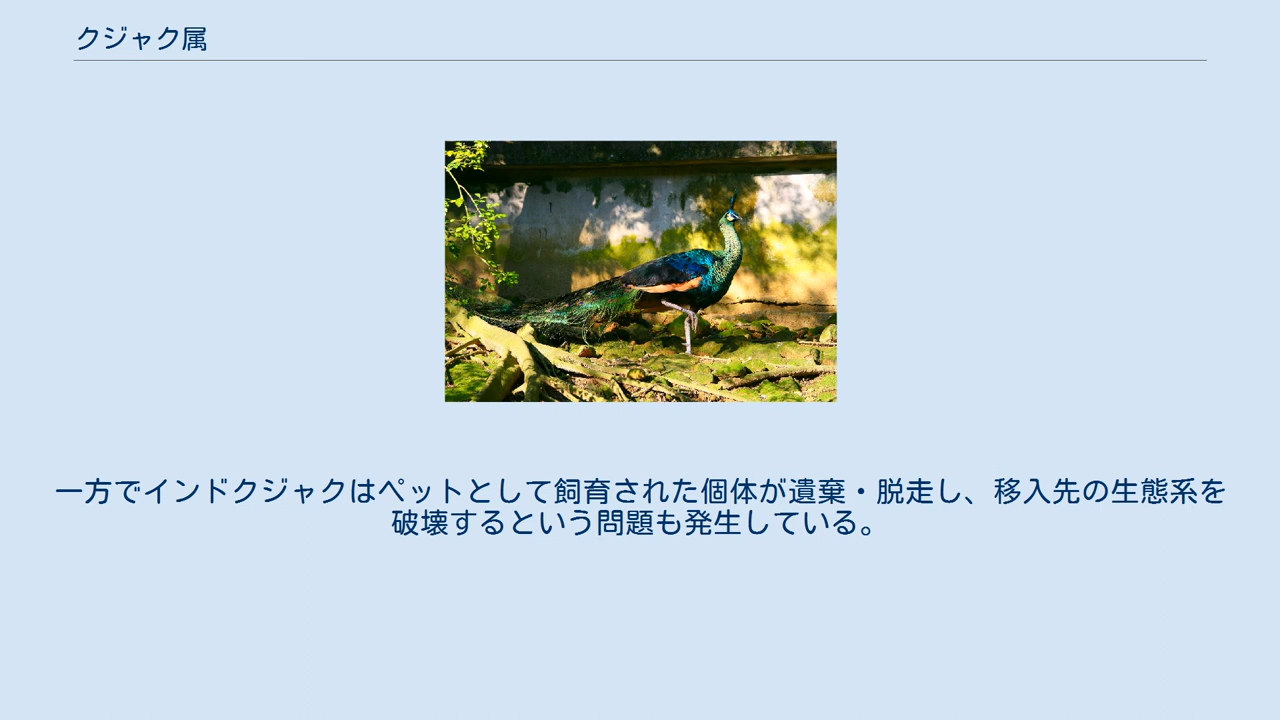 クジャク属
一方でインドクジャクはペットとして飼育された個体が遺棄・脱走し、移入先の生態系を
破壊するという問題も発生している。